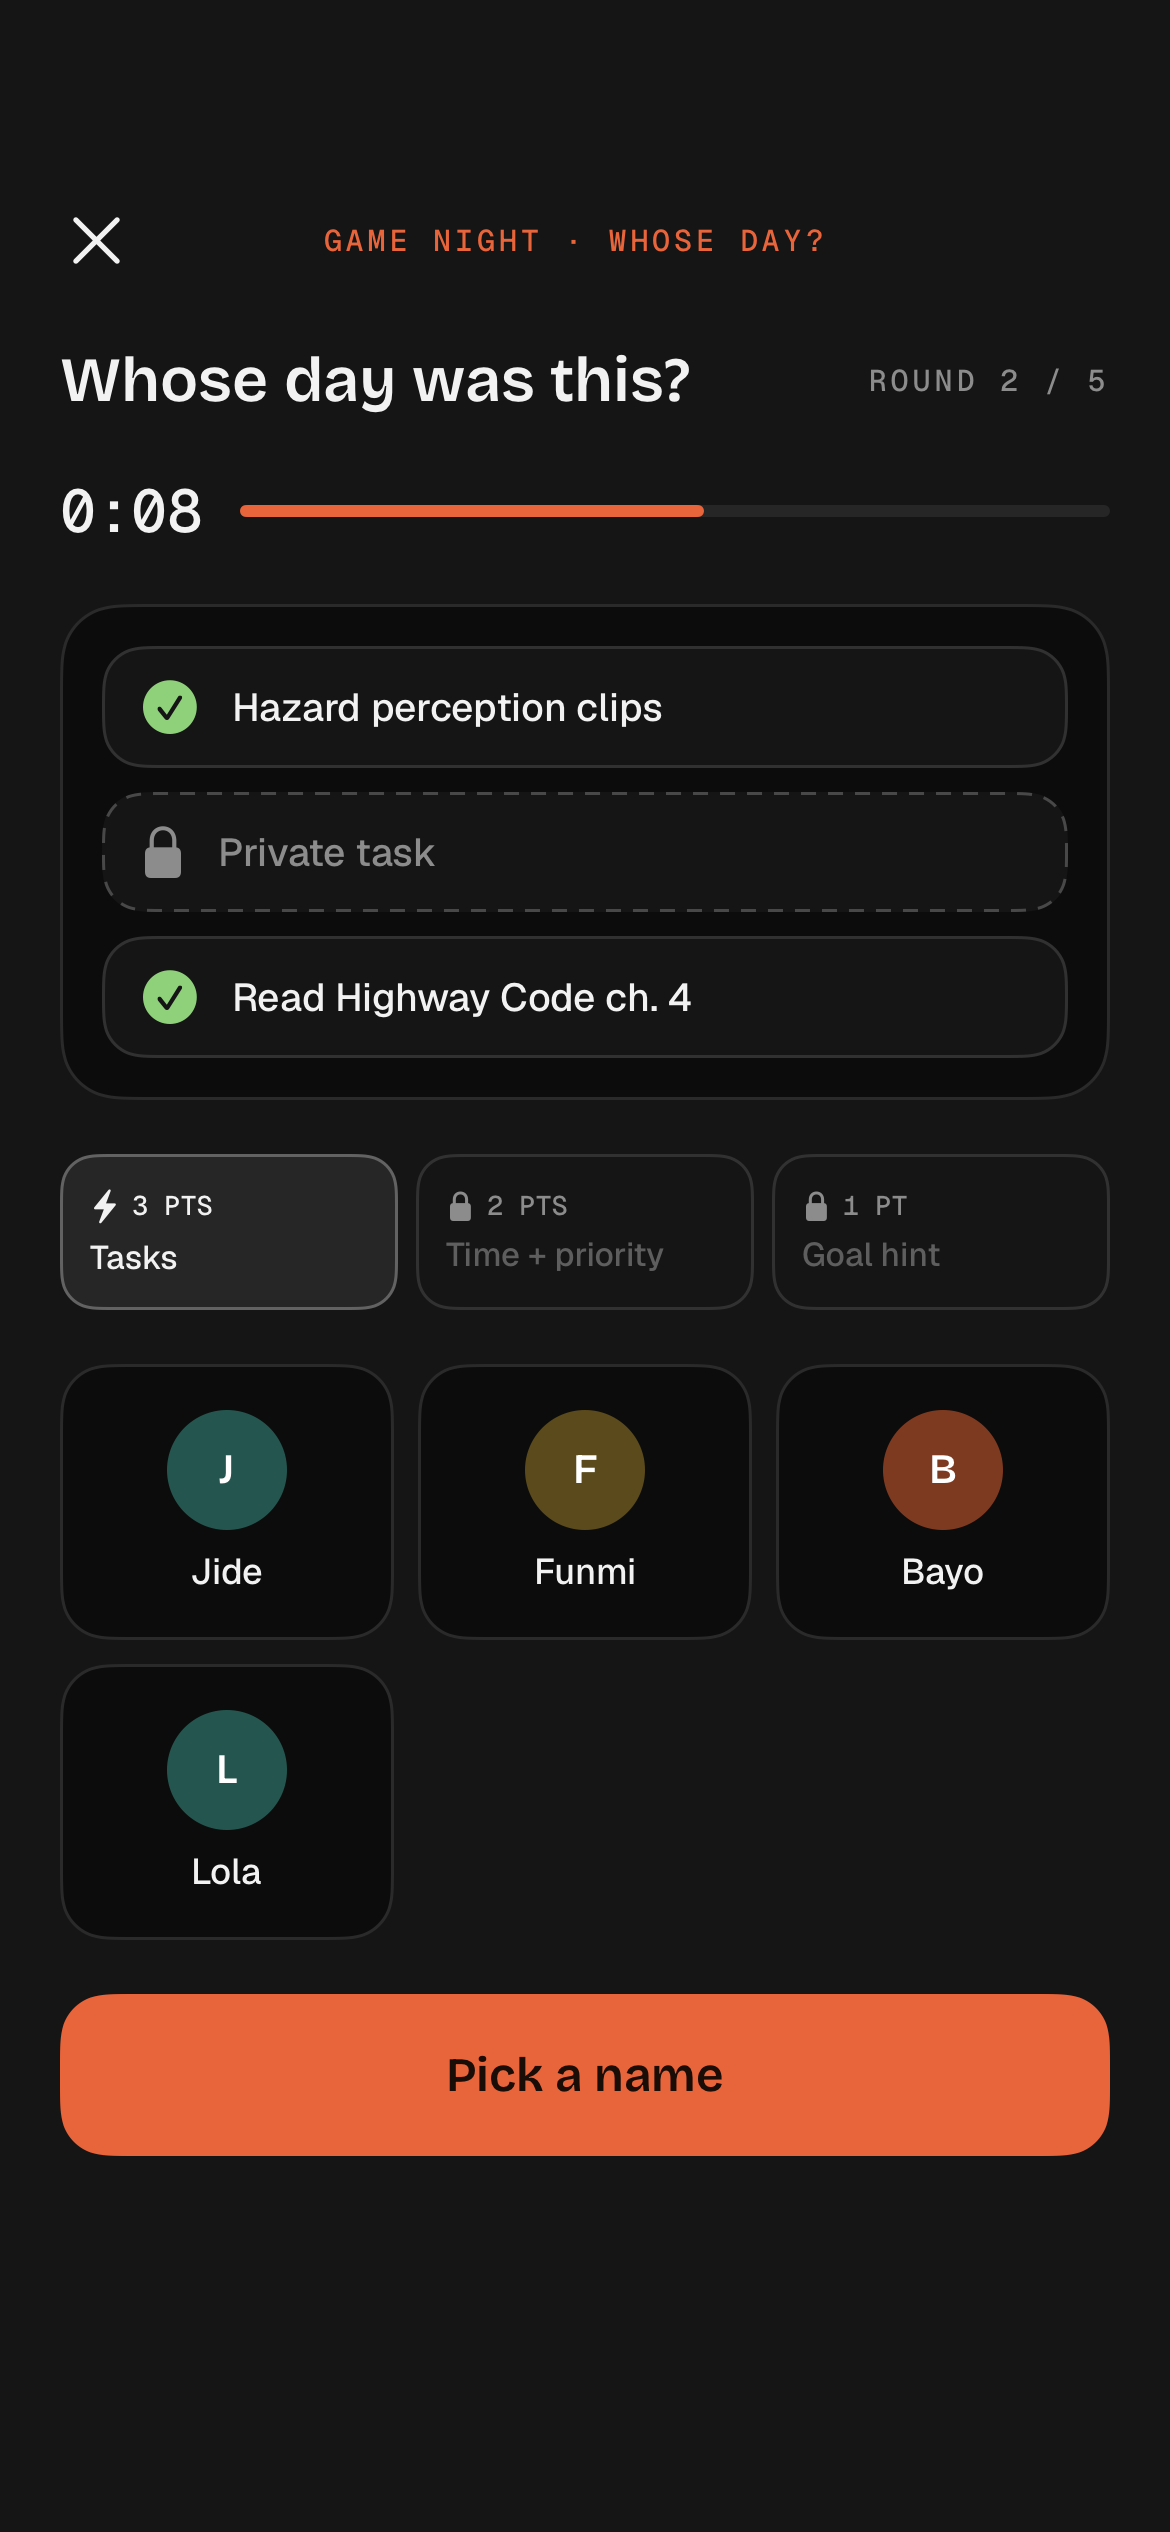 GAME NIGHT · WHOSE DAY?
Whose day was this?
ROUND 2 / 5
0:08
Hazard perception clips
Private task
Read Highway Code ch. 4
3 PTS
Tasks
2 PTS
Time + priority
1 PT
Goal hint
J
Jide
F
Funmi
B
Bayo
L
Lola
Pick a name